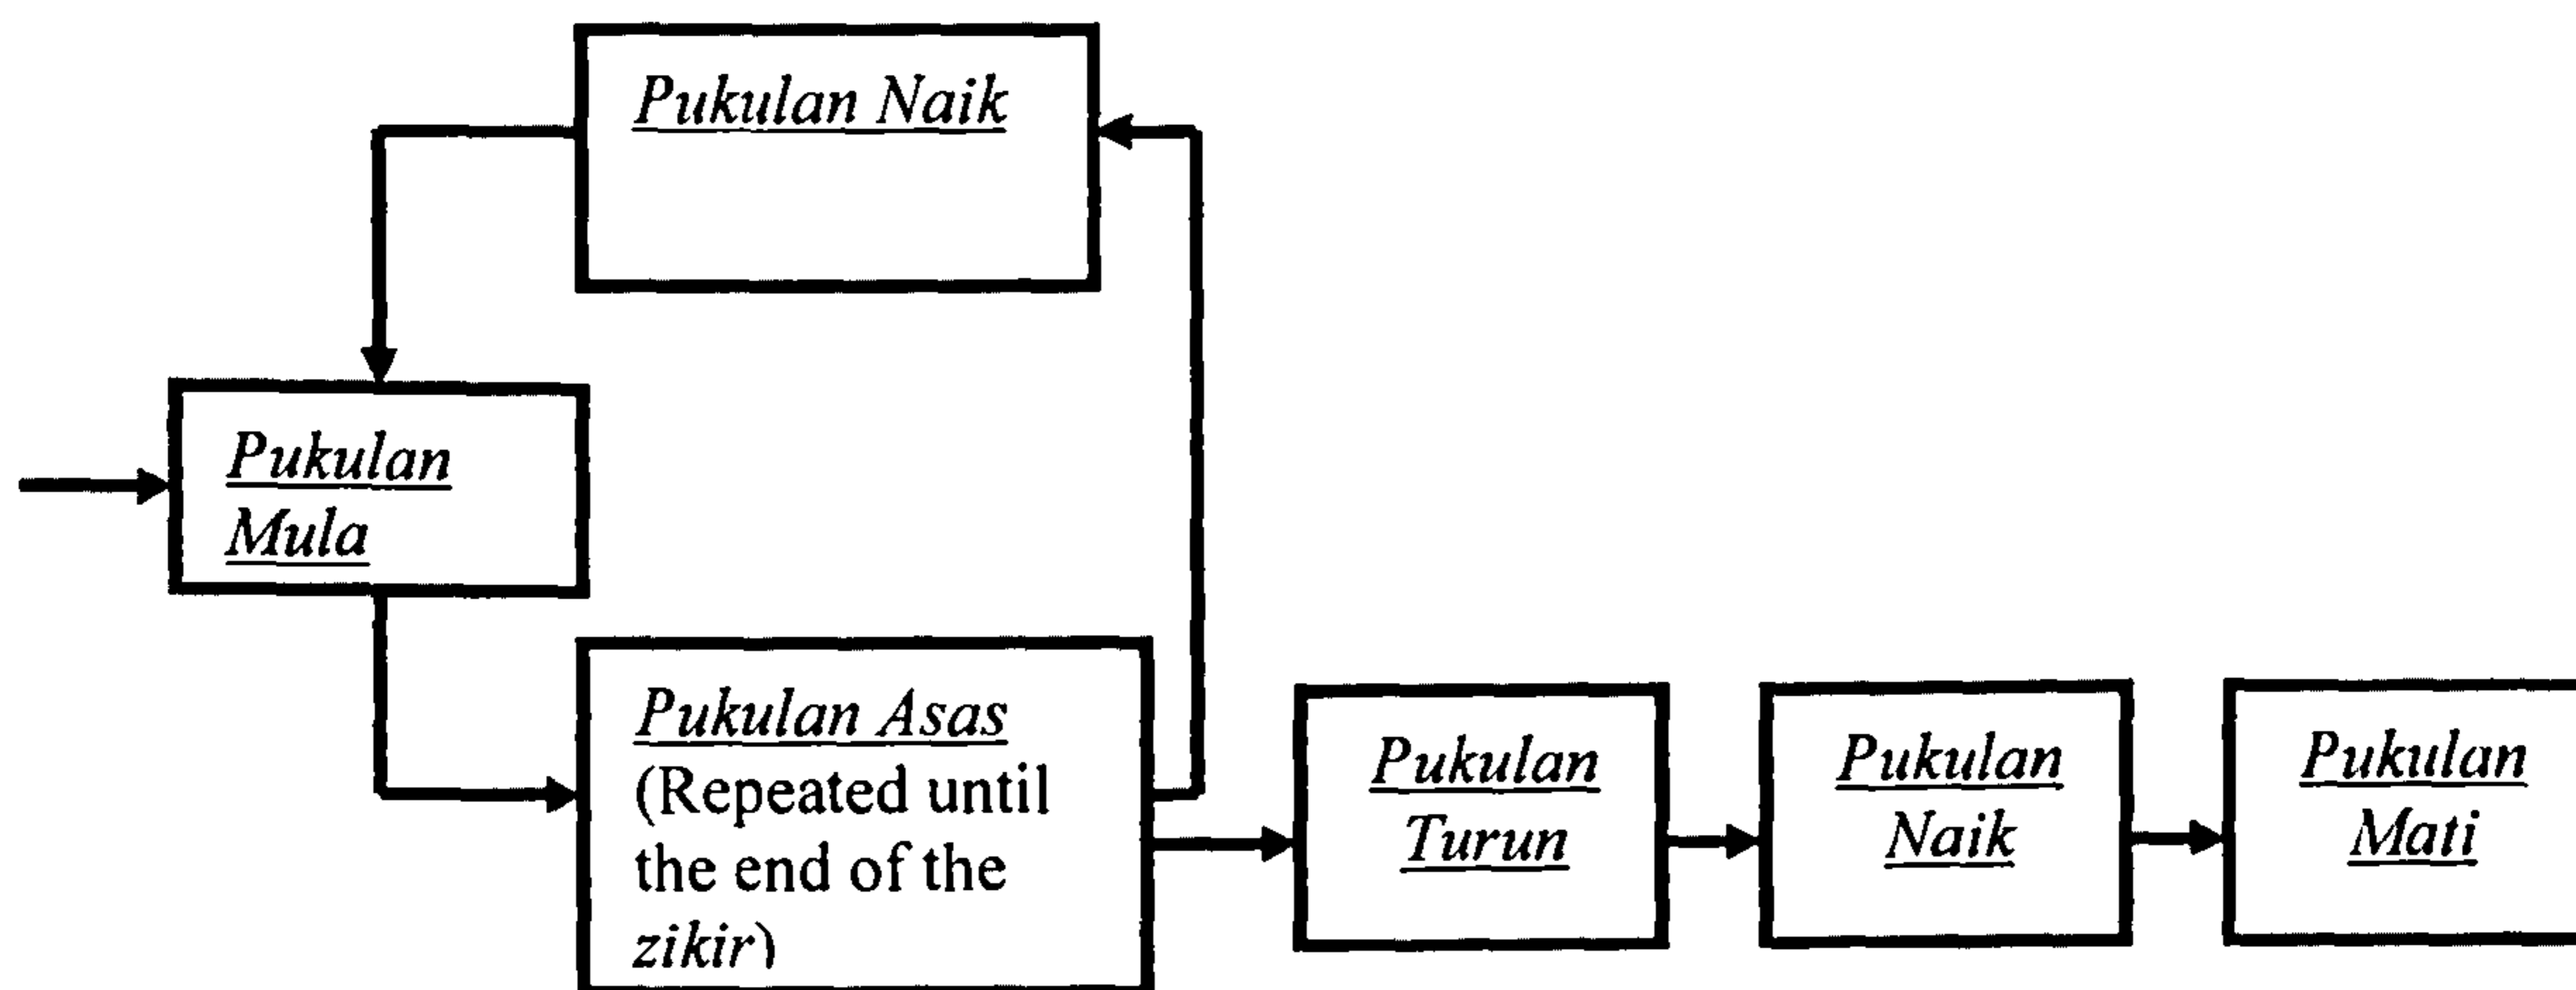 Pukulan Naik
Pukulan
Mula
Pukulan Asas
(Repeated until
the end of the
zikir)
Pukulan
Turun
Pukulan
Naik
Pukulan
Mati